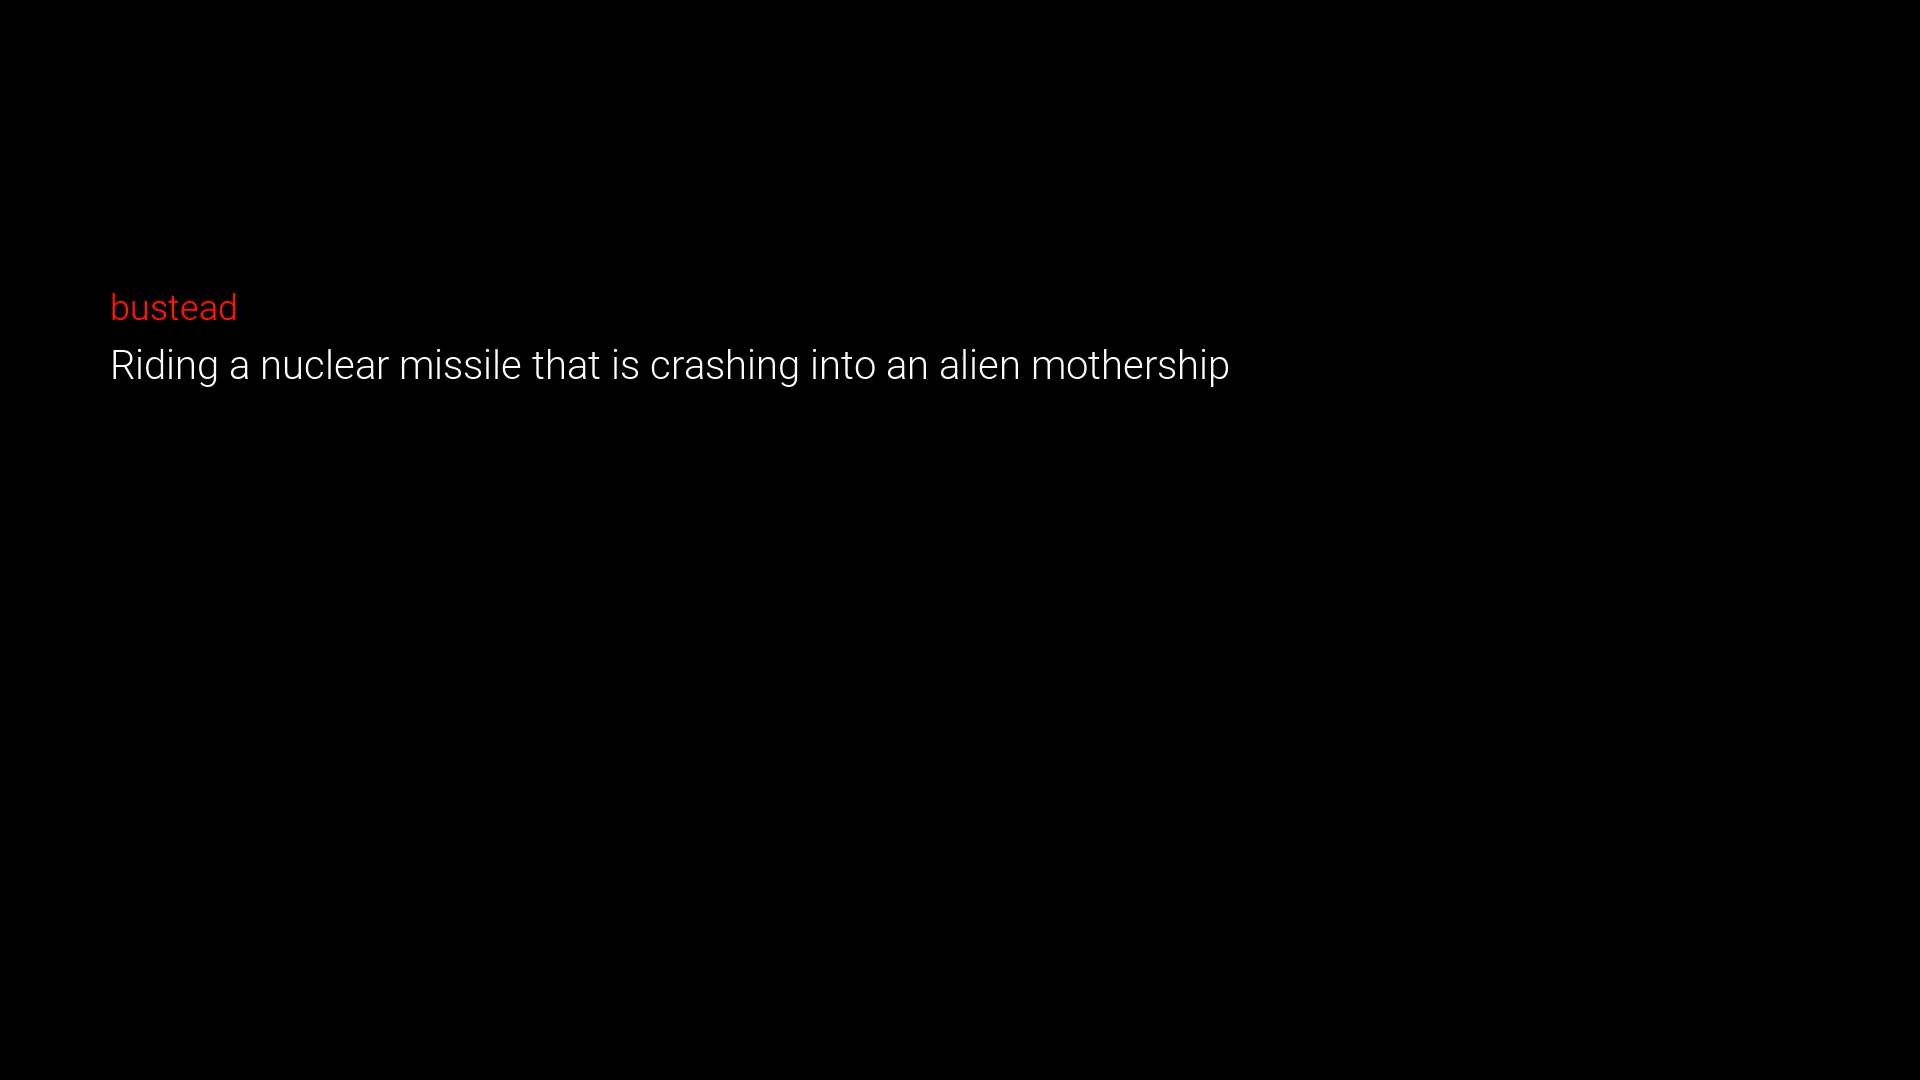 bustead
Riding a nuclear missile that is crashing into an alien mothership